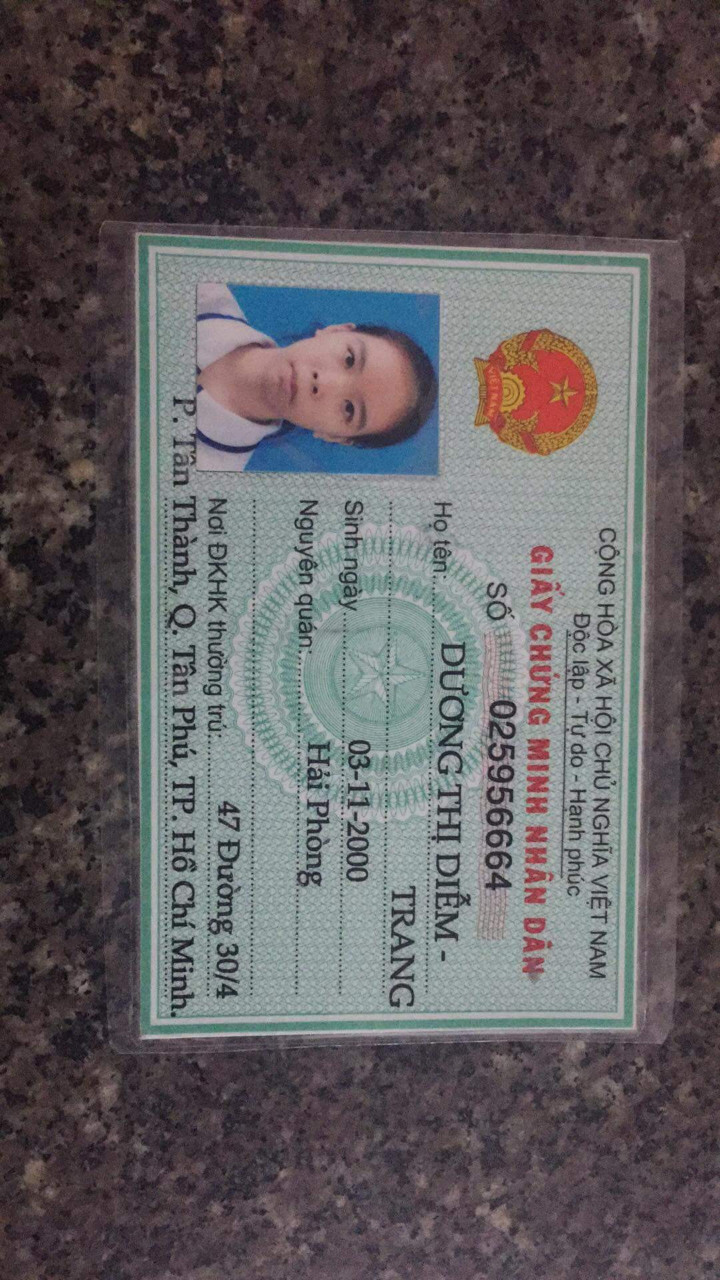 CỘNG HÒA XÃ HỘI CHỦ NGHĨA VIỆT NAM
Độc lập - Tự do - Hạnh phúc
GIẤY CHỨNG MINH NHÂN DÂN
SỐ 025956664
Họ tên: DƯƠNG THỊ DIỄM -
TRANG
Sinh ngày 03-11-2000
Nguyên quán: Hải Phòng
Nơi ĐKHK thường trú: 47 Đường 30/4
P. Tân Thành, Q. Tân Phú, TP. Hồ Chí Minh.
VIỆT NAM